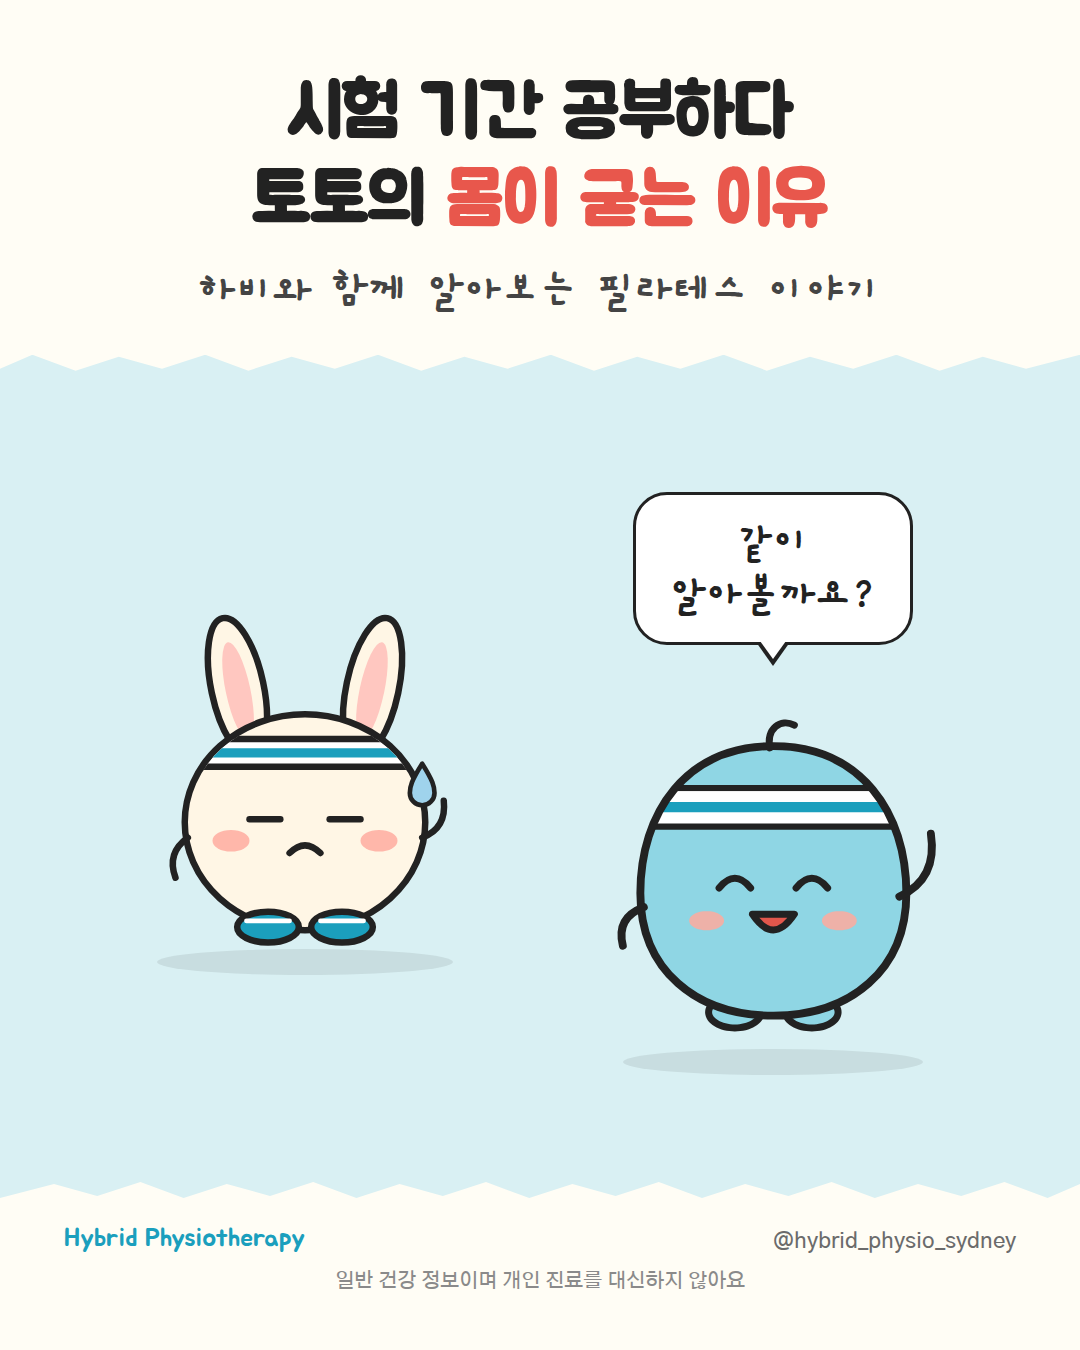 시험 기간 공부하다
토토의 몸이 굳는 이유
하비와 함께 알아보는 필라테스 이야기
같이
알아볼까요?
Hybrid Physiotherapy
@hybrid_physio_sydney
일반 건강 정보이며 개인 진료를 대신하지 않아요